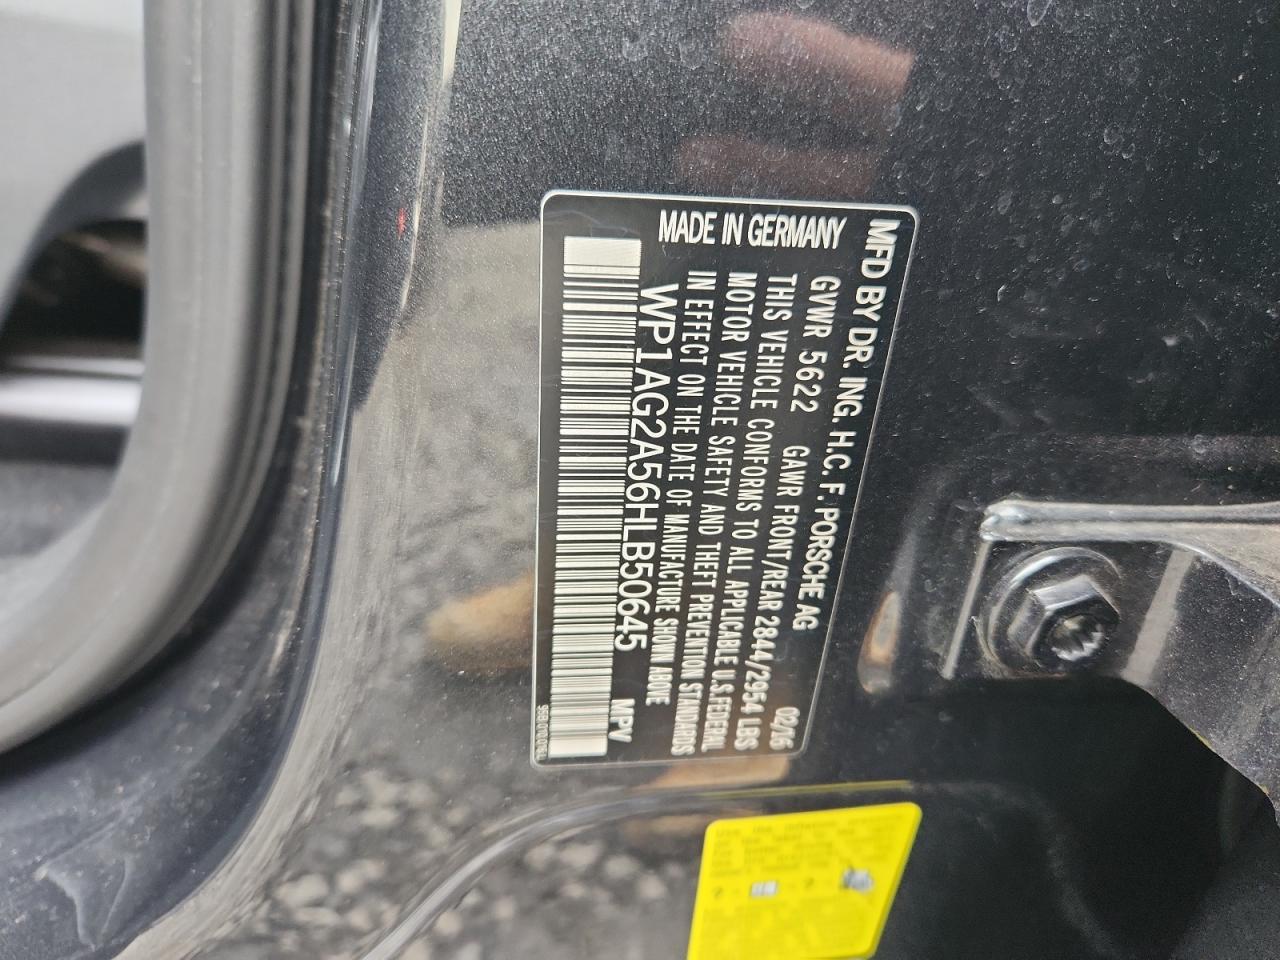 MFD BY DR. ING. H.C. F. PORSCHE AG
MADE IN GERMANY
02/16
GVWR 5622 GAWR FRONT/REAR 2844/2954 LBS
THIS VEHICLE CONFORMS TO ALL APPLICABLE U.S.FEDERAL
MOTOR VEHICLE SAFETY AND THEFT PREVENTION STANDARDS
IN EFFECT ON THE DATE OF MANUFACTURE SHOWN ABOVE
WP1AG2A56HLB50645 MPV